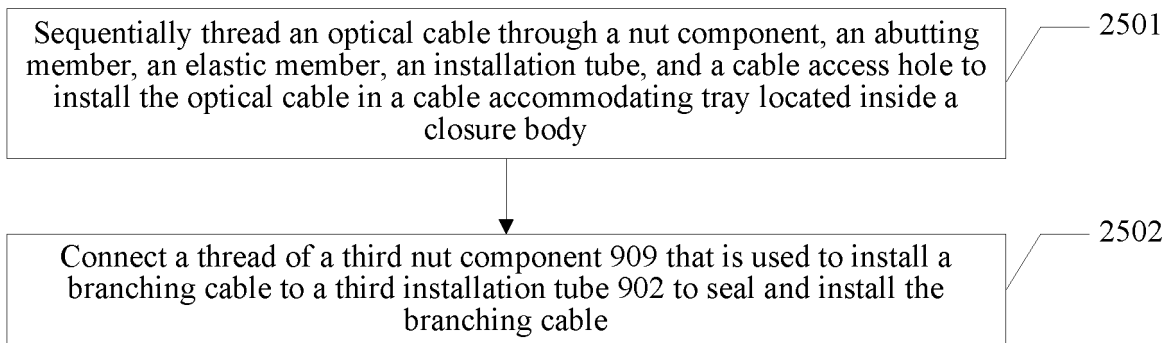 Sequentially thread an optical cable through a nut component, an abutting
member, an elastic member, an installation tube, and a cable access hole to
install the optical cable in a cable accommodating tray located inside a
closure body
2501
Connect a thread of a third nut component 909 that is used to install a
branching cable to a third installation tube 902 to seal and install the
branching cable
2502